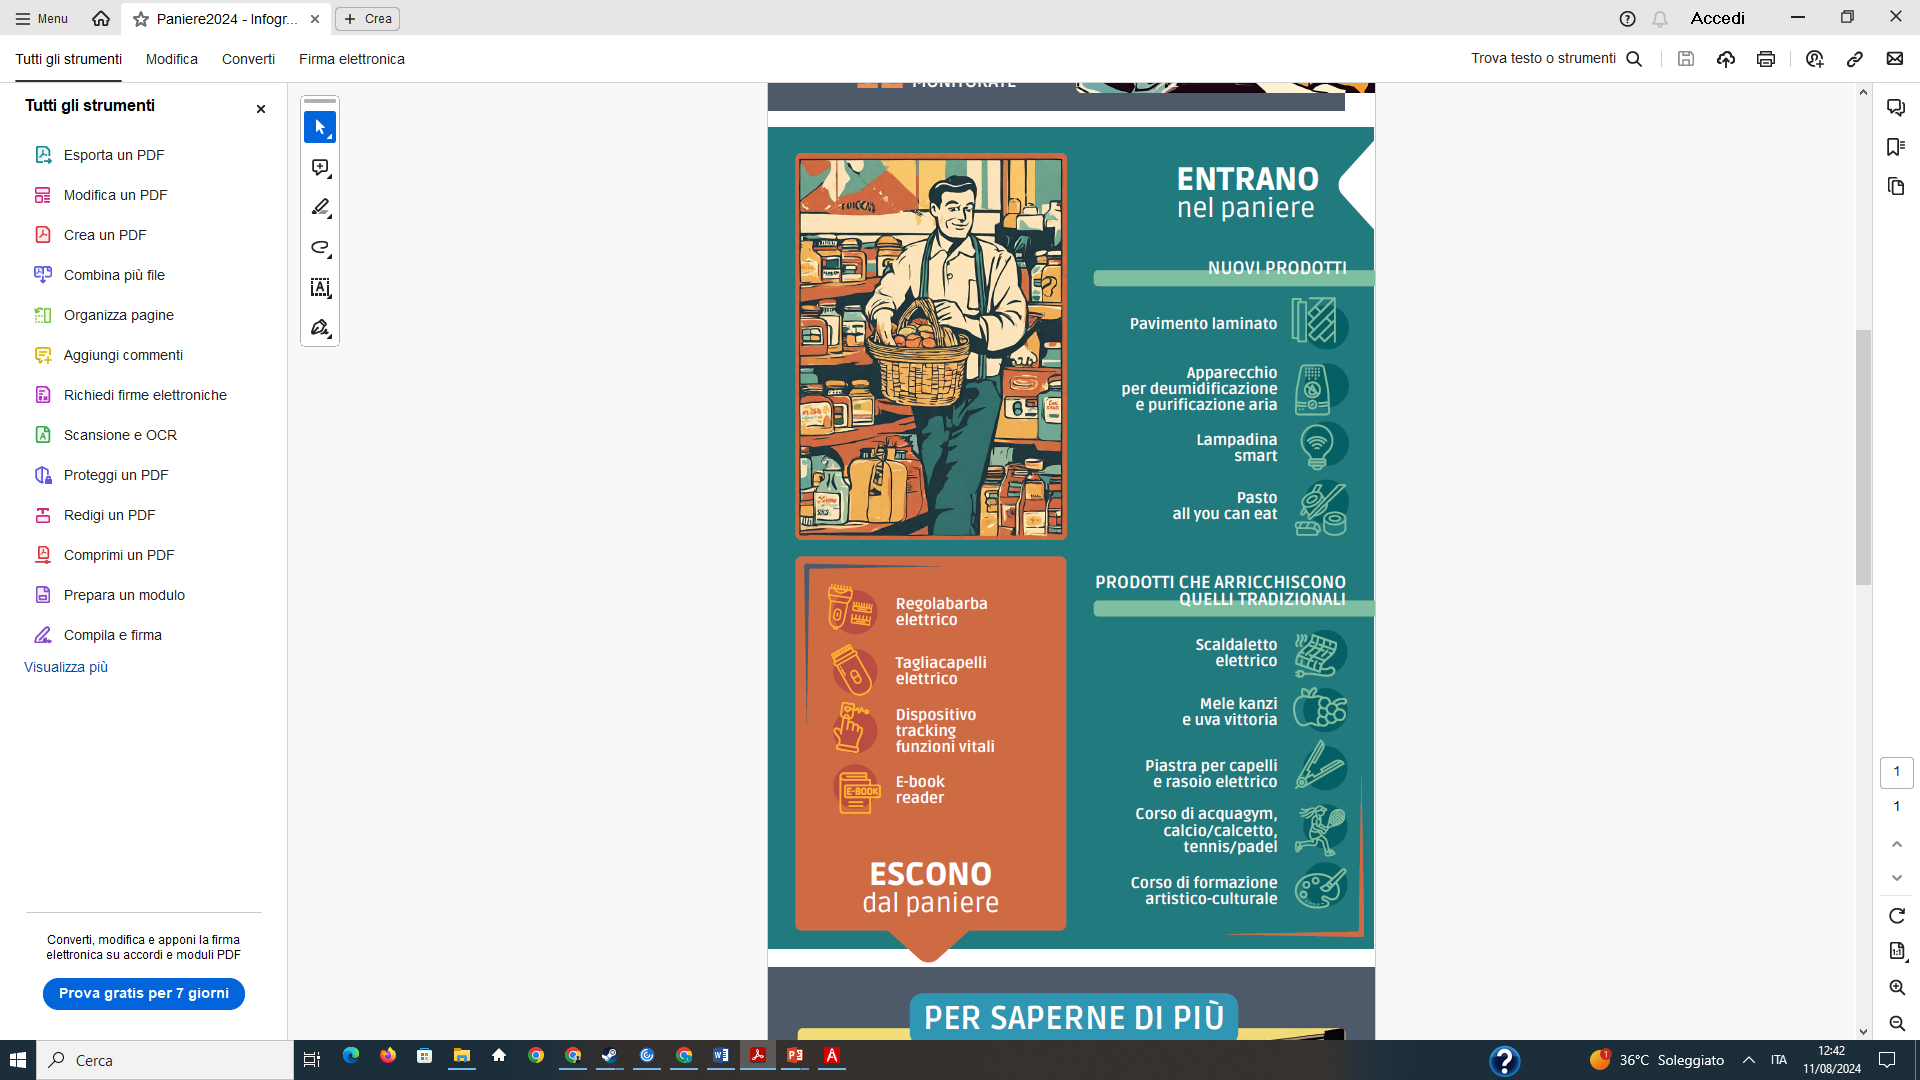 Menu
Paniere2024 - Infogr...
Crea
Accedi
Tutti gli strumenti
Modifica
Converti
Firma elettronica
Trova testo o strumenti
Tutti gli strumenti
Esporta un PDF
Modifica un PDF
Crea un PDF
Combina più file
Organizza pagine
Aggiungi commenti
Richiedi firme elettroniche
Scansione e OCR
Proteggi un PDF
Redigi un PDF
Comprimi un PDF
Prepara un modulo
Compila e firma
Visualizza più
Converti, modifica e apponi la firma
elettronica su accordi e moduli PDF
Prova gratis per 7 giorni
MONITORATE
ENTRANO
nel paniere
NUOVI PRODOTTI
Pavimento laminato
Apparecchio
per deumidificazione
e purificazione aria
Lampadina
smart
Pasto
all you can eat
PRODOTTI CHE ARRICCHISCONO
QUELLI TRADIZIONALI
Scaldaletto
elettrico
Mele kanzi
e uva vittoria
Piastra per capelli
e rasoio elettrico
Corso di acquagym,
calcio/calcetto,
tennis/padel
Corso di formazione
artistico-culturale
Regolabarba
elettrico
Tagliacapelli
elettrico
Dispositivo
tracking
funzioni vitali
E-BOOK
E-book
reader
ESCONO
dal paniere
PER SAPERNE DI PIÙ
1
1
1:1
Cerca
1
36°C Soleggiato
ITA
12:42
11/08/2024